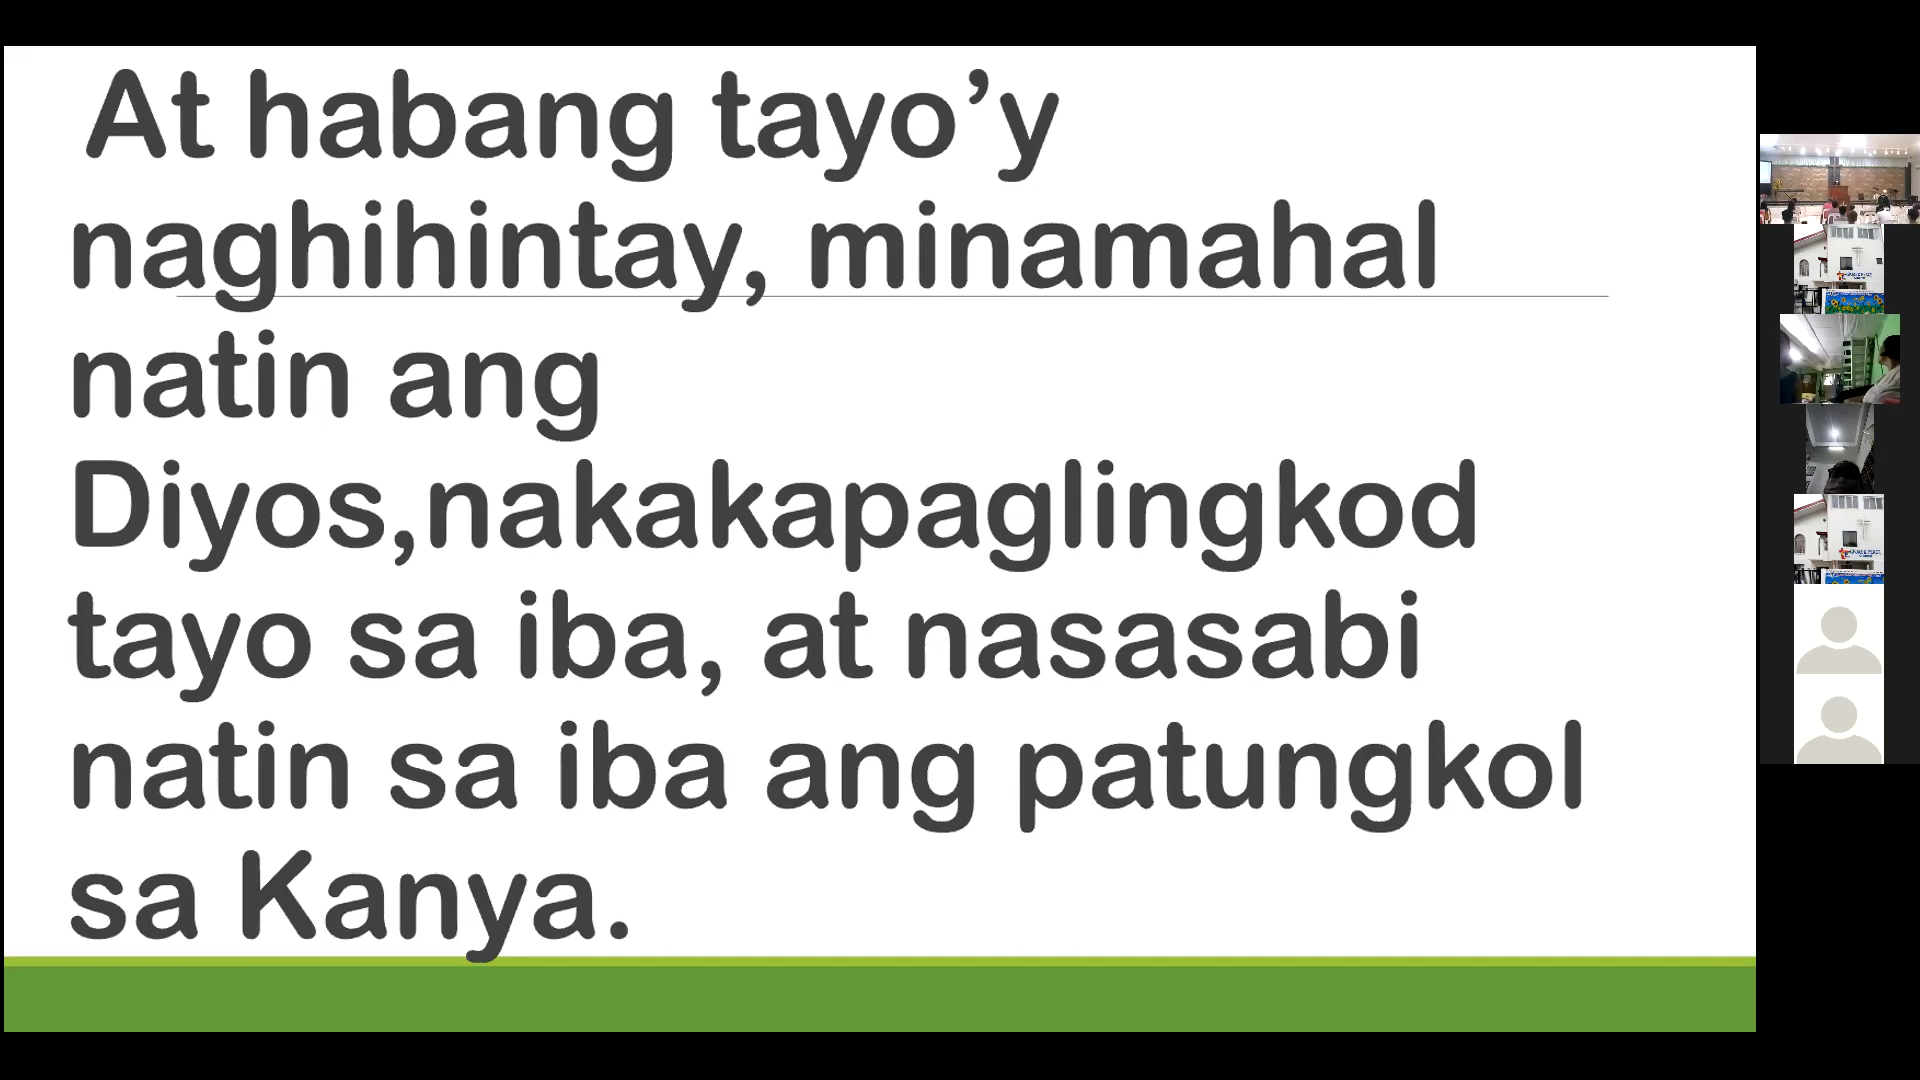 At habang tayo’y
naghihintay, minamahal
natin ang
Diyos,nakakapaglingkod
tayo sa iba, at nasasabi
natin sa iba ang patungkol
sa Kanya.